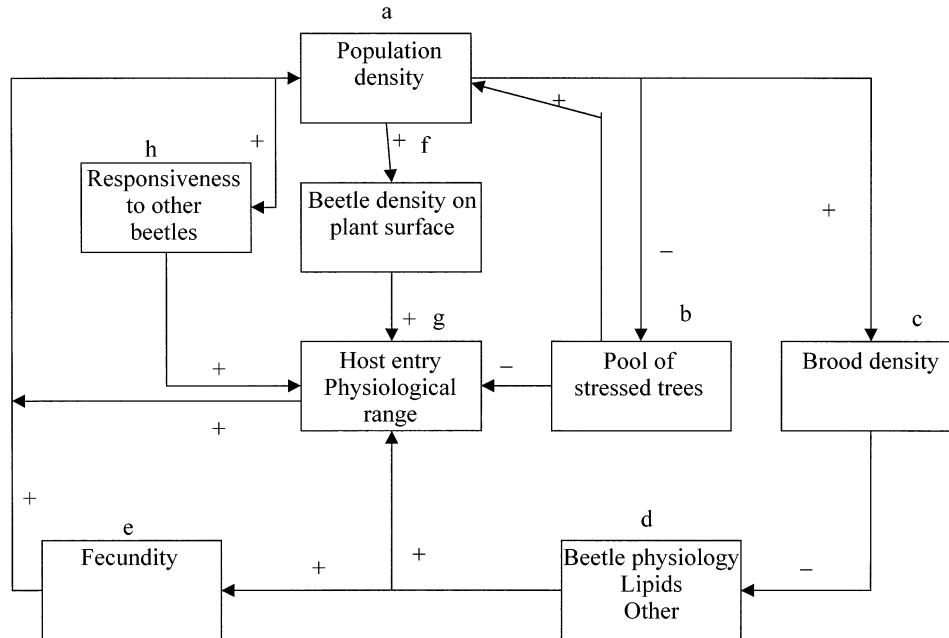 a
Population
density
+
+
+ f
h
Responsiveness
to other
beetles
Beetle density on
plant surface
+
−
+ g
b
c
Host entry
Physiological
range
Pool of
stressed trees
Brood density
+
−
+
+
e
d
Fecundity
Beetle physiology
Lipids
Other
+
+
−